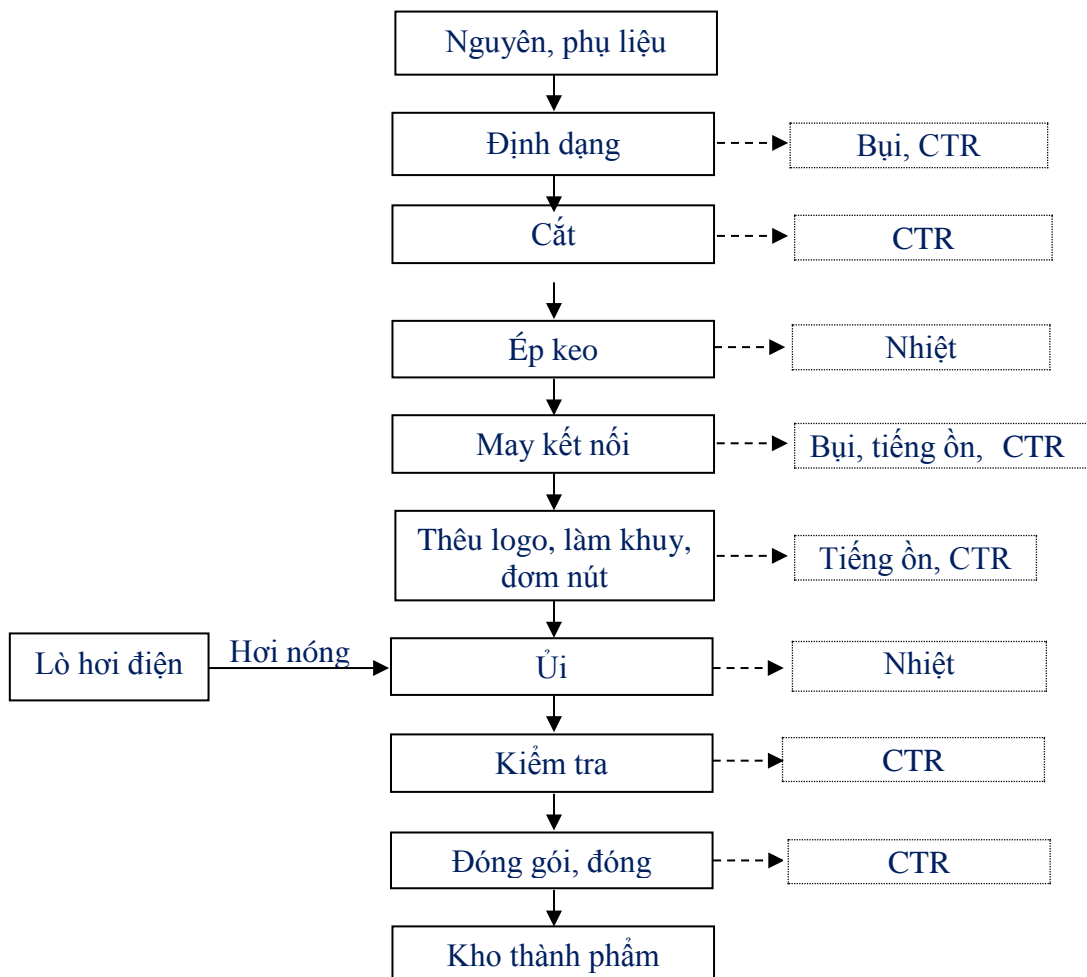 Nguyên, phụ liệu
Định dạng
Bụi, CTR
Cắt
CTR
Ép keo
Nhiệt
May kết nối
Bụi, tiếng ồn, CTR
Thêu logo, làm khuy,
đơm nút
Tiếng ồn, CTR
Lò hơi điện
Hơi nóng
Ủi
Nhiệt
Kiểm tra
CTR
Đóng gói, đóng
CTR
Kho thành phẩm